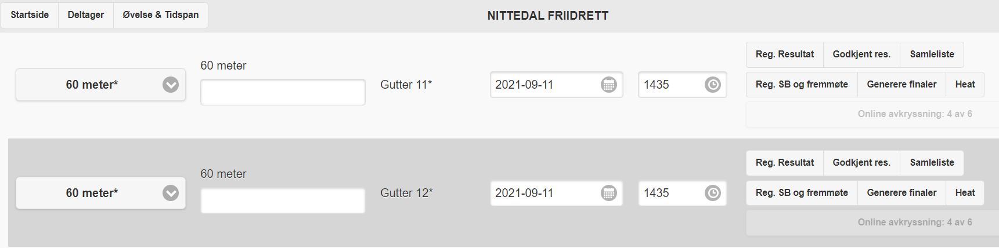 Startside Deltager Øvelse & Tidspan NITTEDAL FRIIDRETT
Reg. Resultat Godkjent res. Samleliste
60 meter
60 meter* Gutter 11* 2021-09-11 1435 Reg. SB og fremmøte Generere finaler Heat
Online avkryssning: 4 av 6
Reg. Resultat Godkjent res. Samleliste
60 meter
60 meter* Gutter 12* 2021-09-11 1435 Reg. SB og fremmøte Generere finaler Heat
Online avkryssning: 4 av 6